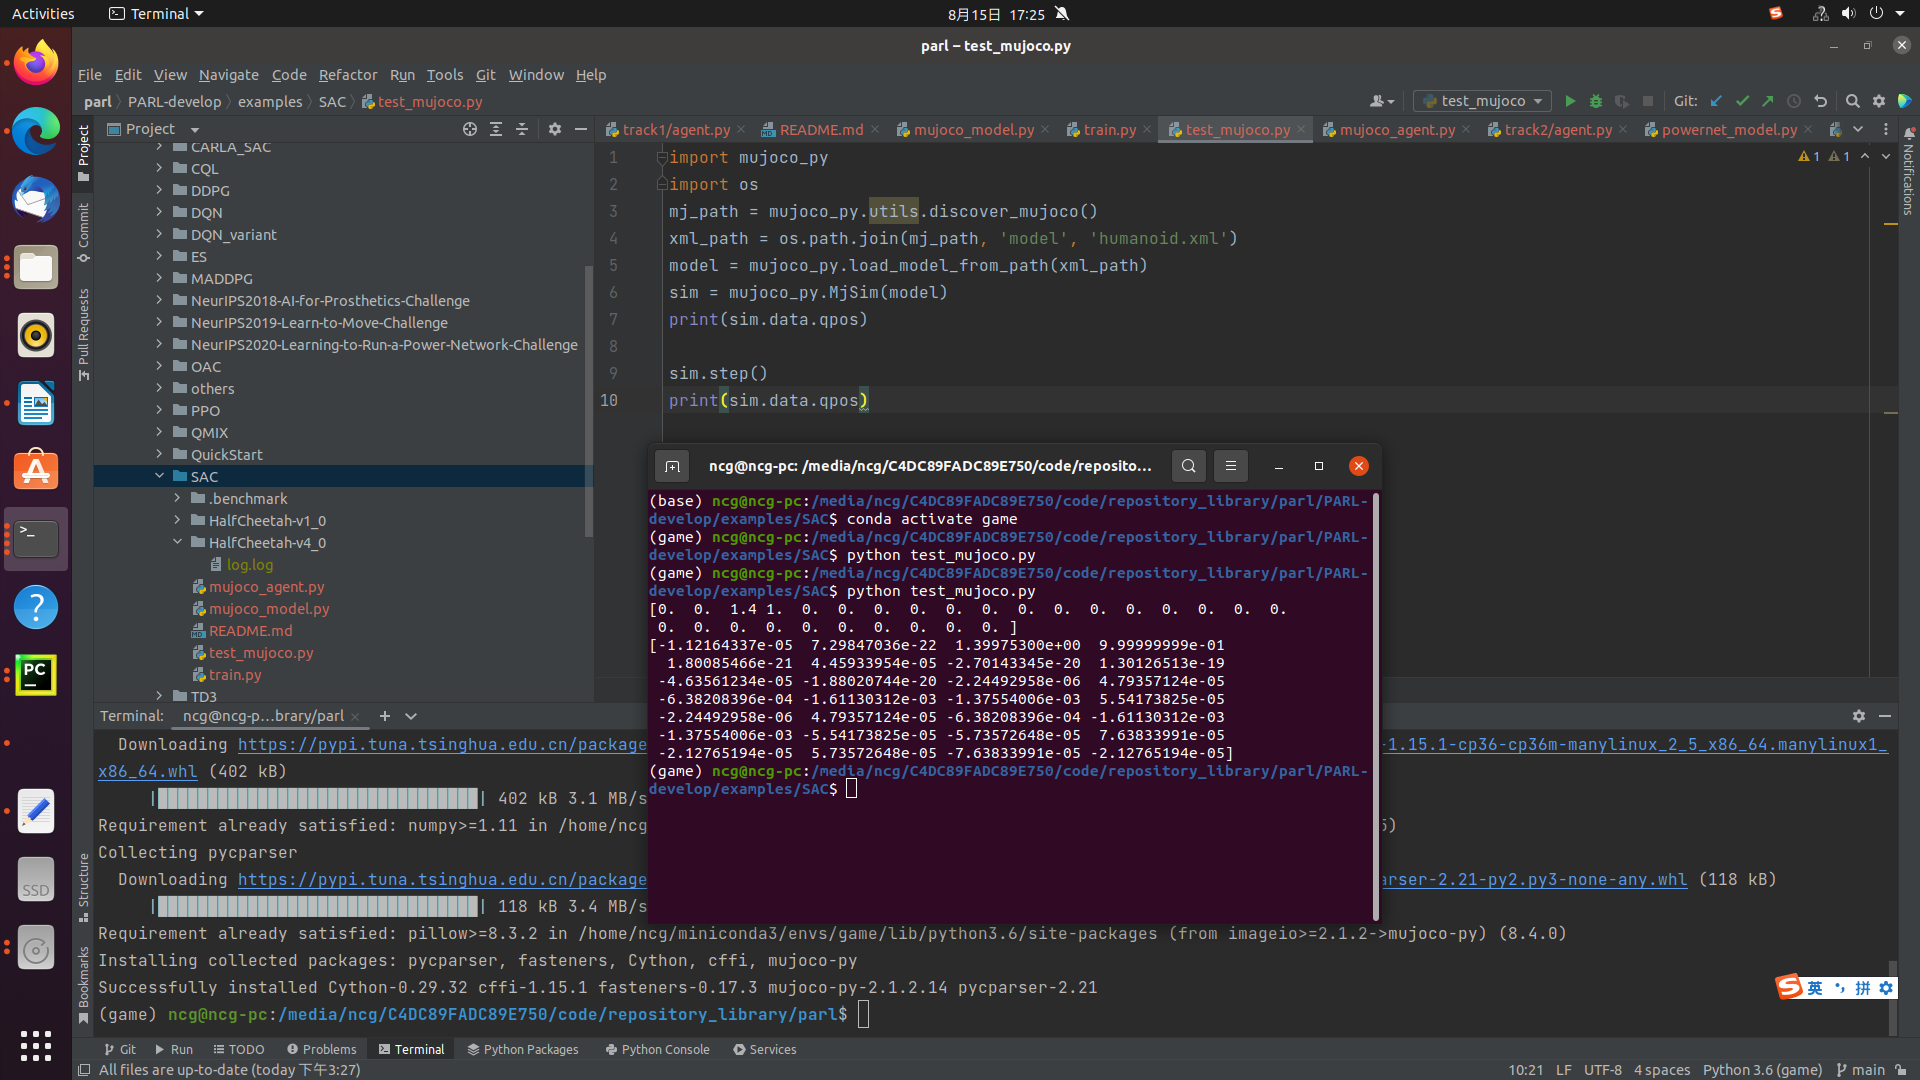 Activities
Terminal
8月15日 17:25
parl – test_mujoco.py
File Edit View Navigate Code Refactor Run Tools Git Window Help
parl PARL-develop examples SAC test_mujoco.py
test_mujoco
Git:
Project
track1/agent.py README.md mujoco_model.py train.py test_mujoco.py mujoco_agent.py track2/agent.py powernet_model.py
Project
Commit
Pull Requests
Structure
Bookmarks
Notifications
CARLA_SAC
CQL
DDPG
DQN
DQN_variant
ES
MADDPG
NeurIPS2018-AI-for-Prosthetics-Challenge
NeurIPS2019-Learn-to-Move-Challenge
NeurIPS2020-Learning-to-Run-a-Power-Network-Challenge
OAC
others
PPO
QMIX
QuickStart
SAC
.benchmark
HalfCheetah-v1_0
HalfCheetah-v4_0
log.log
mujoco_agent.py
mujoco_model.py
README.md
test_mujoco.py
train.py
TD3
1 import mujoco_py
2 import os
3 mj_path = mujoco_py.utils.discover_mujoco()
4 xml_path = os.path.join(mj_path, 'model', 'humanoid.xml')
5 model = mujoco_py.load_model_from_path(xml_path)
6 sim = mujoco_py.MjSim(model)
7 print(sim.data.qpos)
8
9 sim.step()
10 print(sim.data.qpos)
1 1
ncg@ncg-pc: /media/ncg/C4DC89FADC89E750/code/reposito...
(base) ncg@ncg-pc:/media/ncg/C4DC89FADC89E750/code/repository_library/parl/PARL-
develop/examples/SAC$ conda activate game
(game) ncg@ncg-pc:/media/ncg/C4DC89FADC89E750/code/repository_library/parl/PARL-
develop/examples/SAC$ python test_mujoco.py
(game) ncg@ncg-pc:/media/ncg/C4DC89FADC89E750/code/repository_library/parl/PARL-
develop/examples/SAC$ python test_mujoco.py
[0. 0. 1.4 1. 0. 0. 0. 0. 0. 0. 0. 0. 0. 0. 0. 0. 0. 0.
0. 0. 0. 0. 0. 0. 0. 0. 0. 0. ]
[-1.12164337e-05 7.29847036e-22 1.39975300e+00 9.99999999e-01
1.80085466e-21 4.45933954e-05 -2.70143345e-20 1.30126513e-19
-4.63561234e-05 -1.88020744e-20 -2.24492958e-06 4.79357124e-05
-6.38208396e-04 -1.61130312e-03 -1.37554006e-03 5.54173825e-05
-2.24492958e-06 4.79357124e-05 -6.38208396e-04 -1.61130312e-03
-1.37554006e-03 -5.54173825e-05 -5.73572648e-05 7.63833991e-05
-2.12765194e-05 5.73572648e-05 -7.63833991e-05 -2.12765194e-05]
(game) ncg@ncg-pc:/media/ncg/C4DC89FADC89E750/code/repository_library/parl/PARL-
develop/examples/SAC$
Terminal: ncg@ncg-p...brary/parl
Downloading https://pypi.tuna.tsinghua.edu.cn/package -1.15.1-cp36-cp36m-manylinux_2_5_x86_64.manylinux1_
x86_64.whl (402 kB)
| | 402 kB 3.1 MB/s
Requirement already satisfied: numpy>=1.11 in /home/ncg 5)
Collecting pycparser
Downloading https://pypi.tuna.tsinghua.edu.cn/package arser-2.21-py2.py3-none-any.whl (118 kB)
| | 118 kB 3.4 MB/s
Requirement already satisfied: pillow>=8.3.2 in /home/ncg/miniconda3/envs/game/lib/python3.6/site-packages (from imageio>=2.1.2->mujoco-py) (8.4.0)
Installing collected packages: pycparser, fasteners, Cython, cffi, mujoco-py
Successfully installed Cython-0.29.32 cffi-1.15.1 fasteners-0.17.3 mujoco-py-2.1.2.14 pycparser-2.21
(game) ncg@ncg-pc:/media/ncg/C4DC89FADC89E750/code/repository_library/parl$
SSD
PC
S 英 拼
Git Run TODO Problems Terminal Python Packages Python Console Services
All files are up-to-date (today 下午3:27)
10:21 LF UTF-8 4 spaces Python 3.6 (game) main